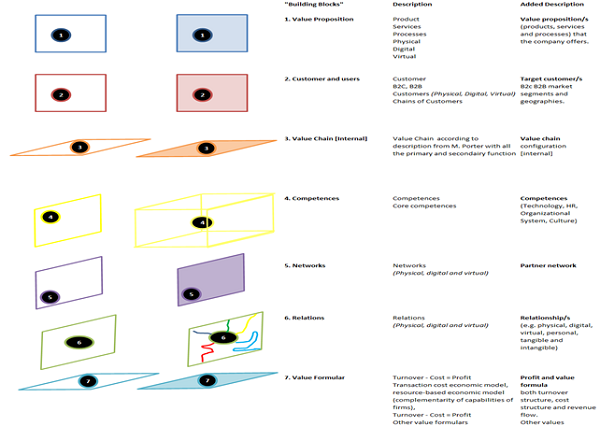 "Building Blocks" Description Added Description
1 1 1. Value Proposition Product Value proposition/s
Services (products, services
Processes and processes) that
Physical the company offers.
Digital
Virtual
2 2 2. Customer and users Customer Target customer/s
B2C, B2B B2c B2B market
Customers (Physical, Digital, Virtual) segments and
Chains of Customers geographies.
3 3 3. Value Chain [Internal] Value Chain according to Value chain
description from M. Porter with all configuration
the primary and secondairy function [internal]
4 4 4. Competences Competences Competences
Core competences (Technology, HR,
Organizational
System, Culture)
5 5 5. Networks Networks Partner network
(Physical, digital and virtual)
6 6 6. Relations Relations Relationship/s
(Physical, digital and virtual) (e.g. physical, digital,
virtual, personal,
tangible and
intangible)
7 7 7. Value Formular Turnover - Cost = Profit Profit and value
Transaction cost economic model, formula
resource-based economic model both turnover
(complementarity of capabilities of structure, cost
firms), structure and revenue
Turnover - Cost = Profit flow.
Other value formulars Other values